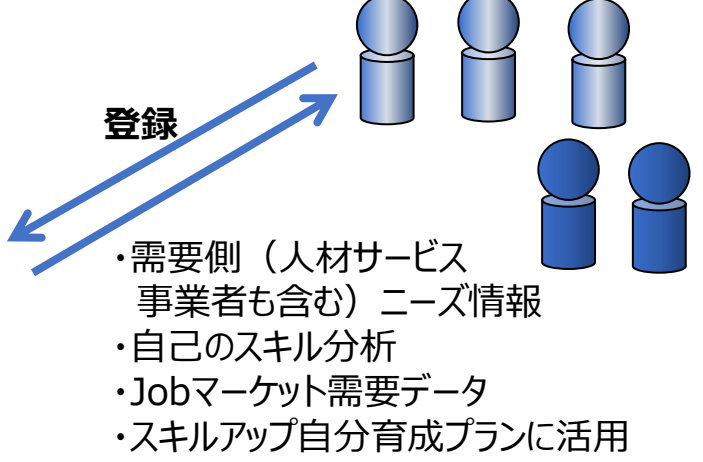 登録
・需要側（人材サービス
事業者も含む）ニーズ情報
・自己のスキル分析
・Jobマーケット需要データ
・スキルアップ自分育成プランに活用